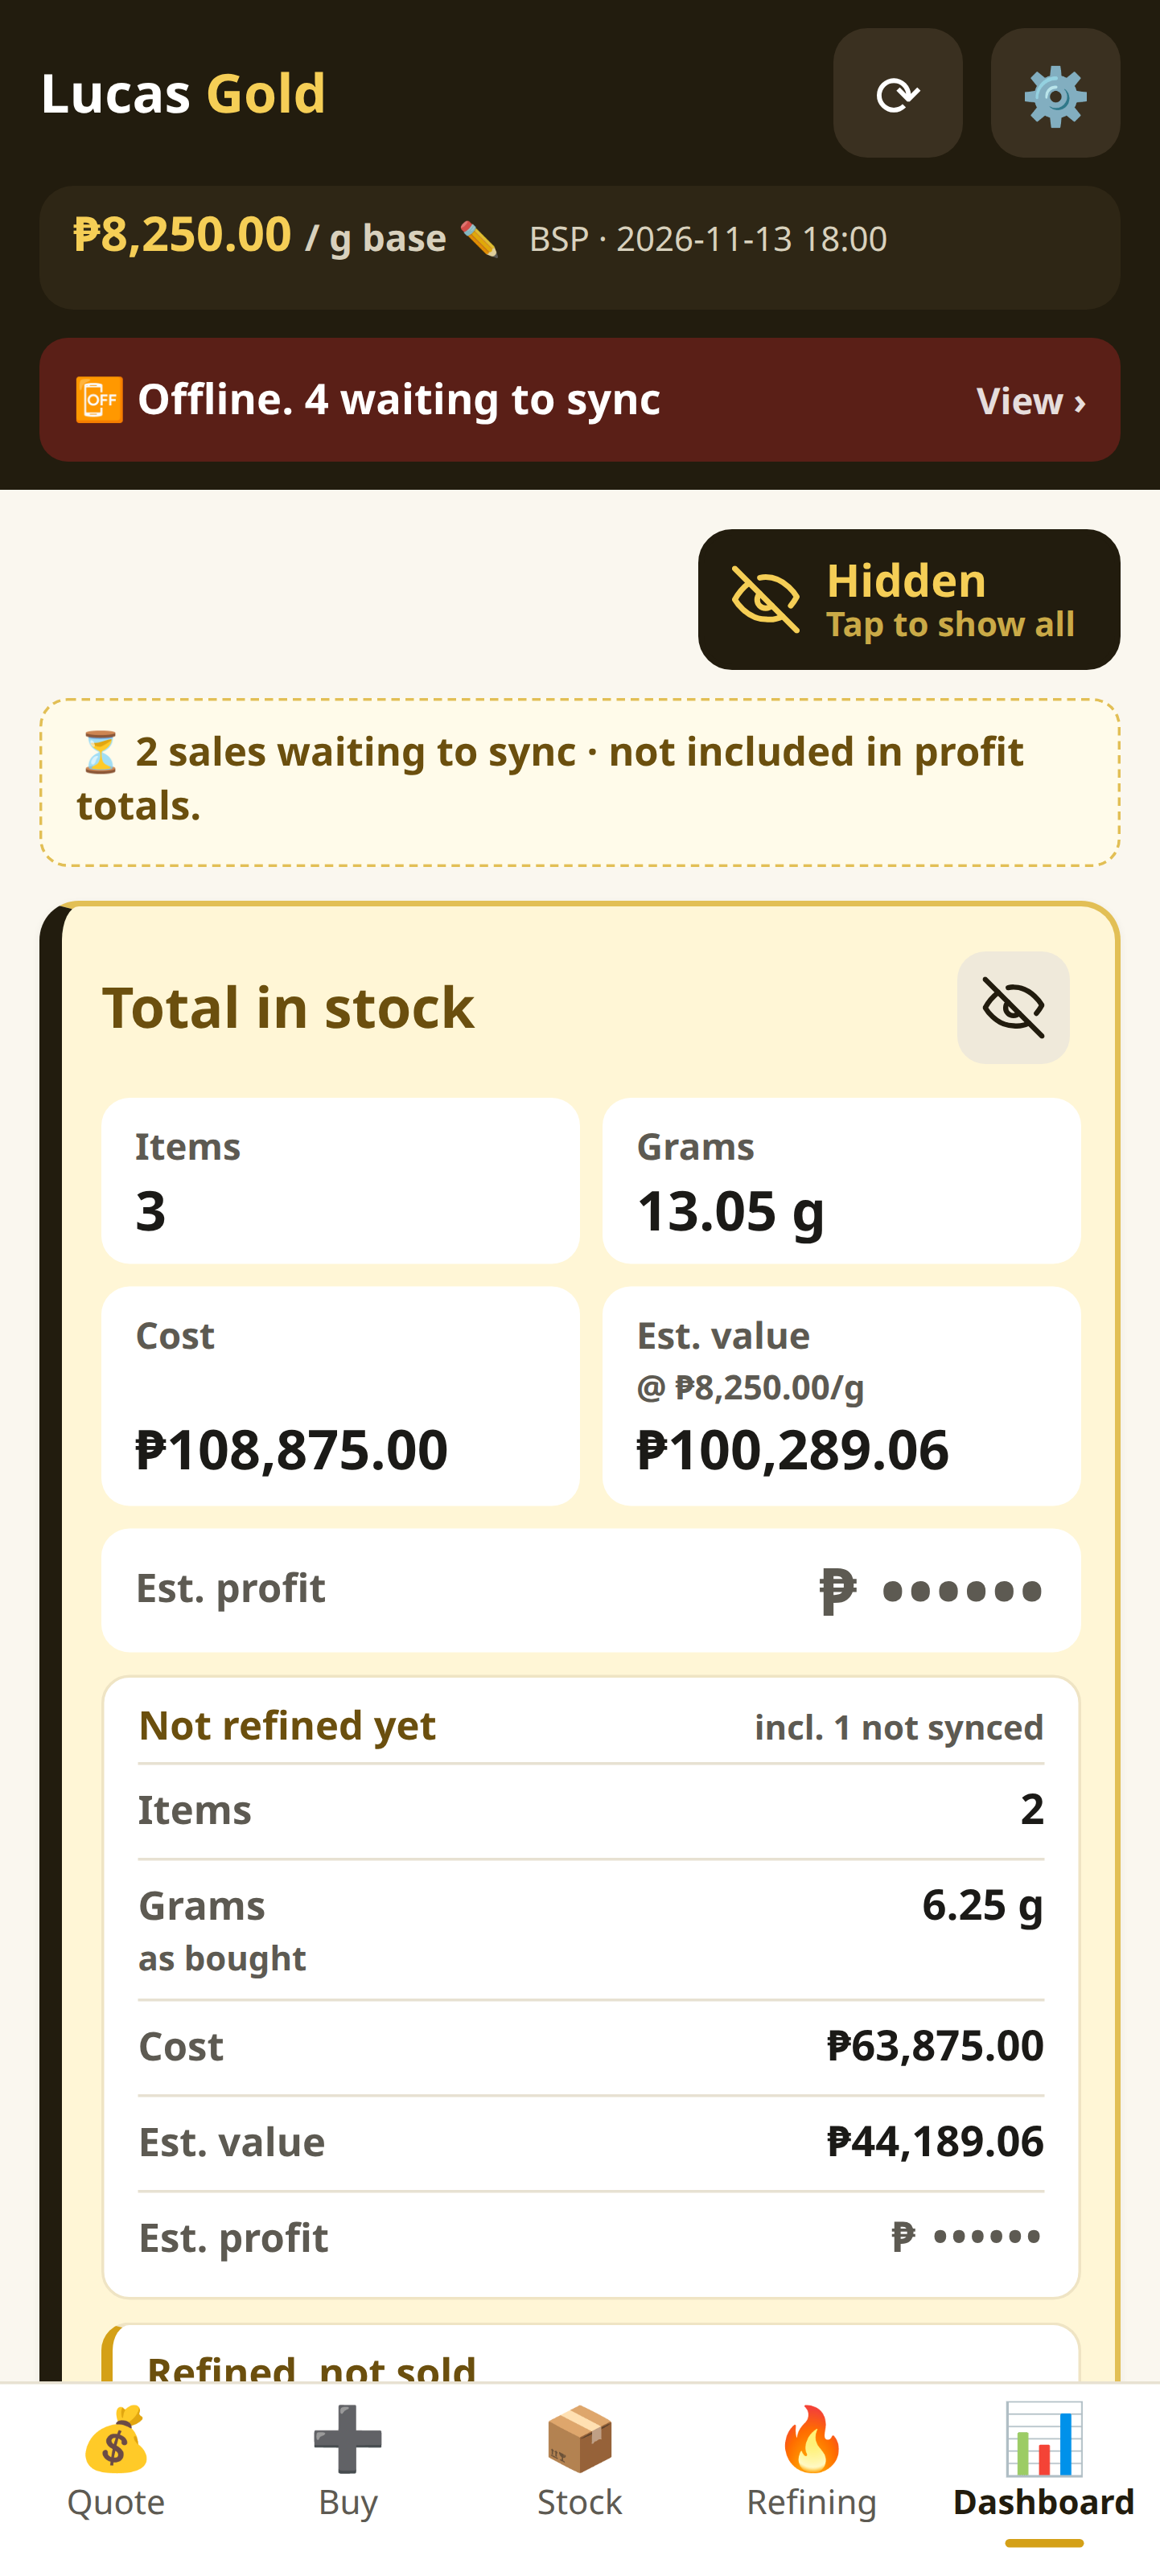 Lucas Gold
₱8,250.00 / g base ✏️ BSP · 2026-11-13 18:00
📴 Offline. 4 waiting to sync View ›
Hidden
Tap to show all
⏳ 2 sales waiting to sync · not included in profit
totals.
Total in stock
Items
3
Grams
13.05 g
Cost
₱108,875.00
Est. value
@ ₱8,250.00/g
₱100,289.06
Est. profit ₱ ••••••
Not refined yet incl. 1 not synced
Items 2
Grams 6.25 g
as bought
Cost ₱63,875.00
Est. value ₱44,189.06
Est. profit ₱ ••••••
Refined, not sold
Quote Buy Stock Refining Dashboard